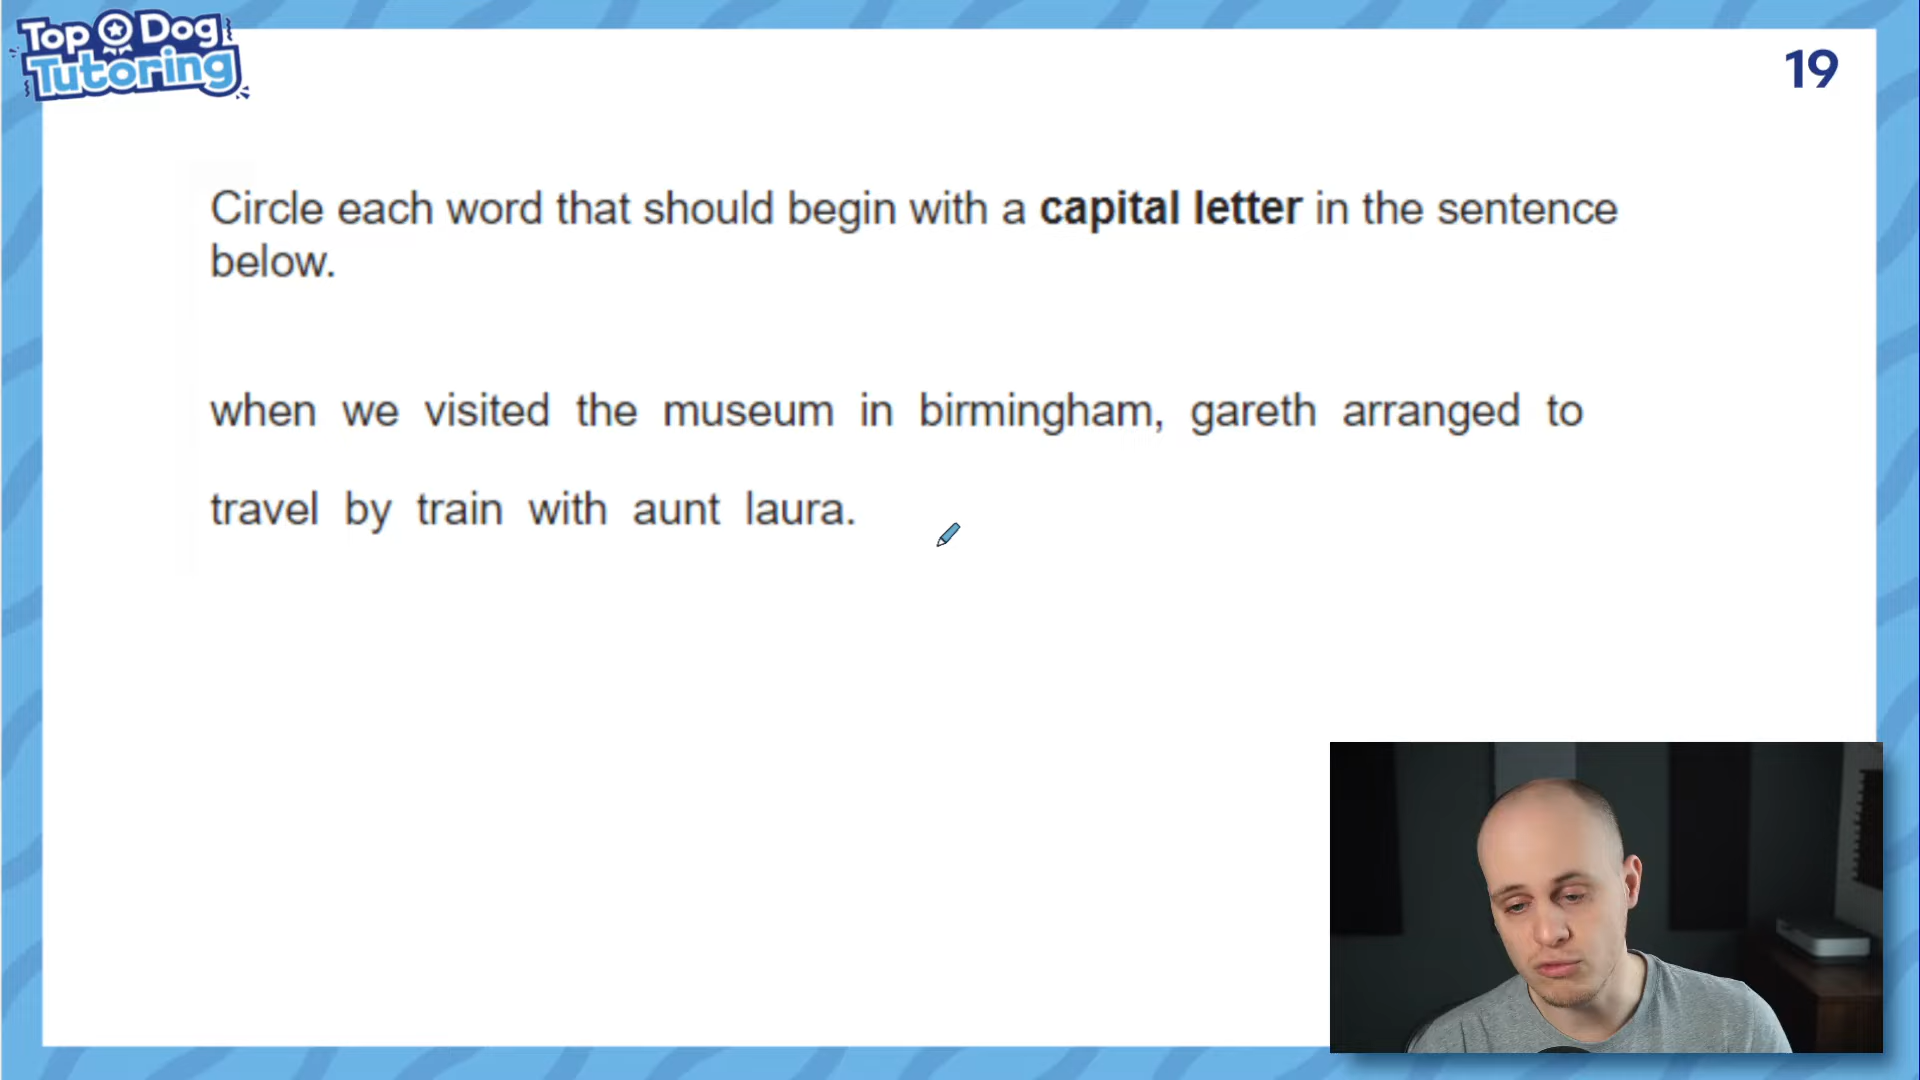 Top Dog
Tutoring
19
Circle each word that should begin with a capital letter in the sentence
below.
when we visited the museum in birmingham, gareth arranged to
travel by train with aunt laura.